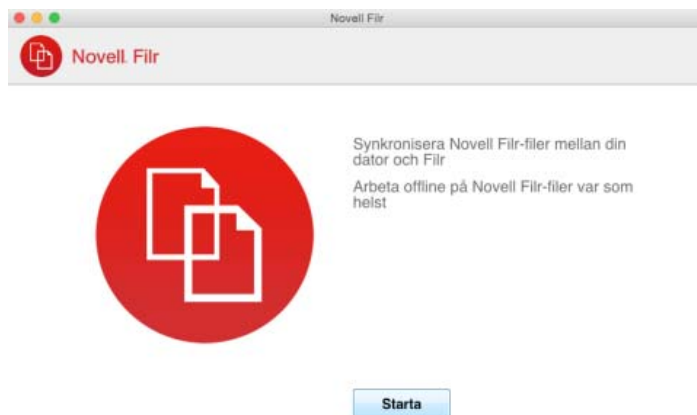 Novell Filr
Novell. Filr
Synkronisera Novell Filr-filer mellan din
dator och Filr
Arbeta offline på Novell Filr-filer var som
helst
Starta